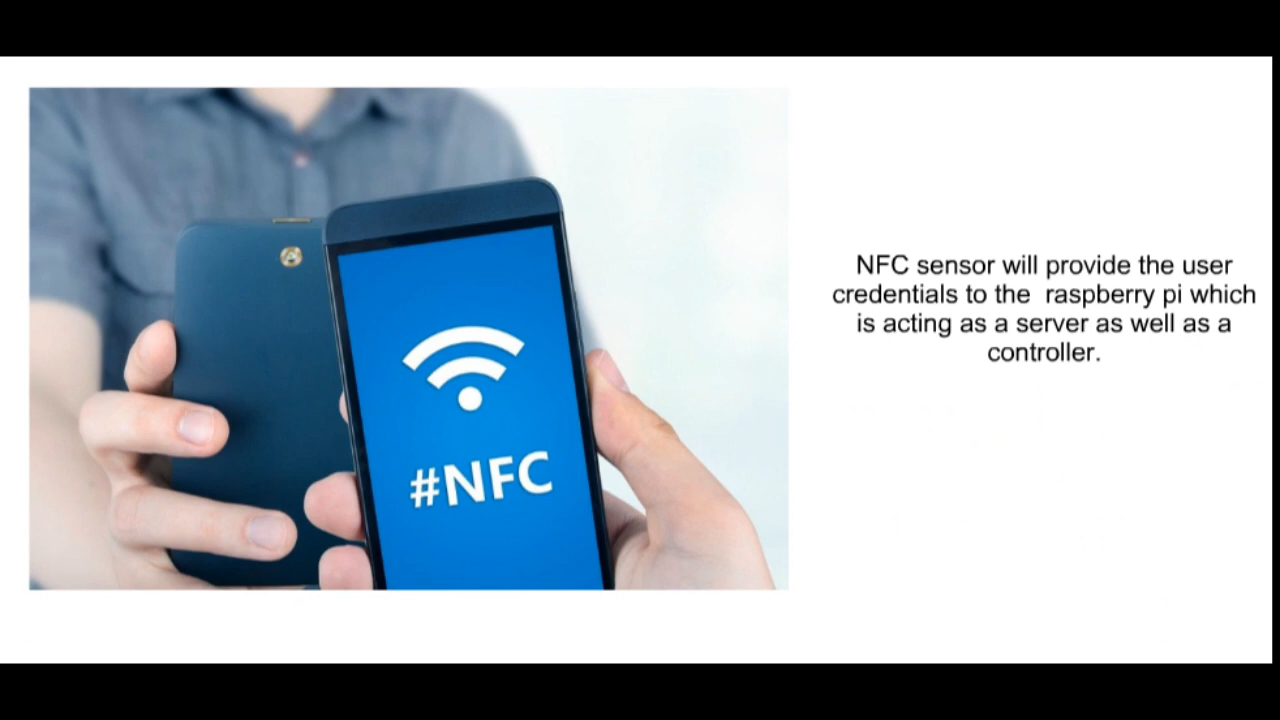 #NFC
NFC sensor will provide the user
credentials to the  raspberry pi which
is acting as a server as well as a
controller.